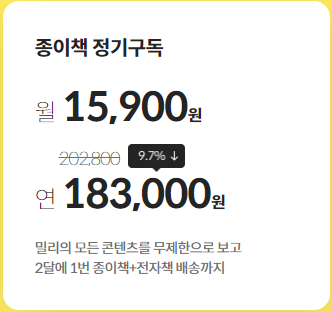 종이책 정기구독
월 15,900원
202,800 9.7% ↓
연 183,000원
밀리의 모든 콘텐츠를 무제한으로 보고
2달에 1번 종이책+전자책 배송까지